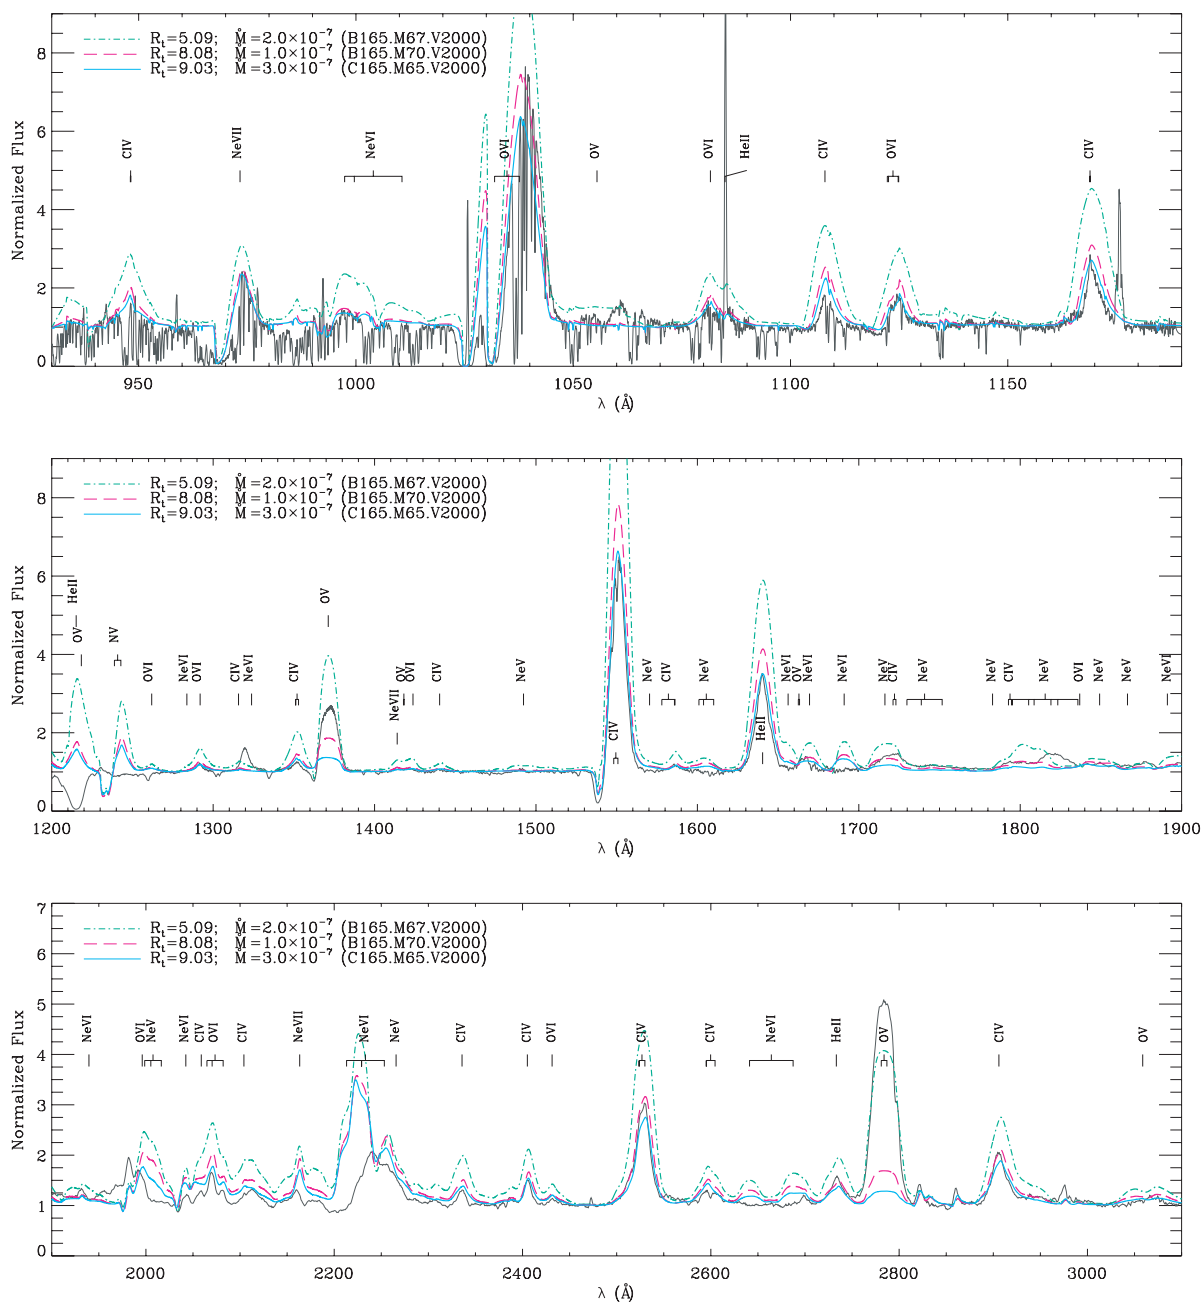 R_t=5.09; M̊=2.0×10⁻⁷ (B165.M67.V2000)
R_t=8.08; M̊=1.0×10⁻⁷ (B165.M70.V2000)
R_t=9.03; M̊=3.0×10⁻⁷ (C165.M65.V2000)
Normalized Flux
0 2 4 6 8
CIV NeVII NeVI OVI OV OVI HeII CIV OVI CIV
950 1000 1050 1100 1150
λ (Å)
R_t=5.09; M̊=2.0×10⁻⁷ (B165.M67.V2000)
R_t=8.08; M̊=1.0×10⁻⁷ (B165.M70.V2000)
R_t=9.03; M̊=3.0×10⁻⁷ (C165.M65.V2000)
Normalized Flux
0 2 4 6 8
HeII OV NV OVI NeVI OVI CIV NeVI CIV OV NeVII OV OVI CIV NeV CIV NeV CIV NeV HeII NeVI OV NeVI NeVI NeV CIV NeV NeV CIV NeV OVI NeV NeV NeVI
1200 1300 1400 1500 1600 1700 1800 1900
λ (Å)
R_t=5.09; M̊=2.0×10⁻⁷ (B165.M67.V2000)
R_t=8.08; M̊=1.0×10⁻⁷ (B165.M70.V2000)
R_t=9.03; M̊=3.0×10⁻⁷ (C165.M65.V2000)
Normalized Flux
0 1 2 3 4 5 6 7
NeVI OVI NeV NeVI CIV OVI CIV NeVII NeVI NeV CIV CIV OVI CIV CIV NeVI HeII OV CIV OV
2000 2200 2400 2600 2800 3000
λ (Å)